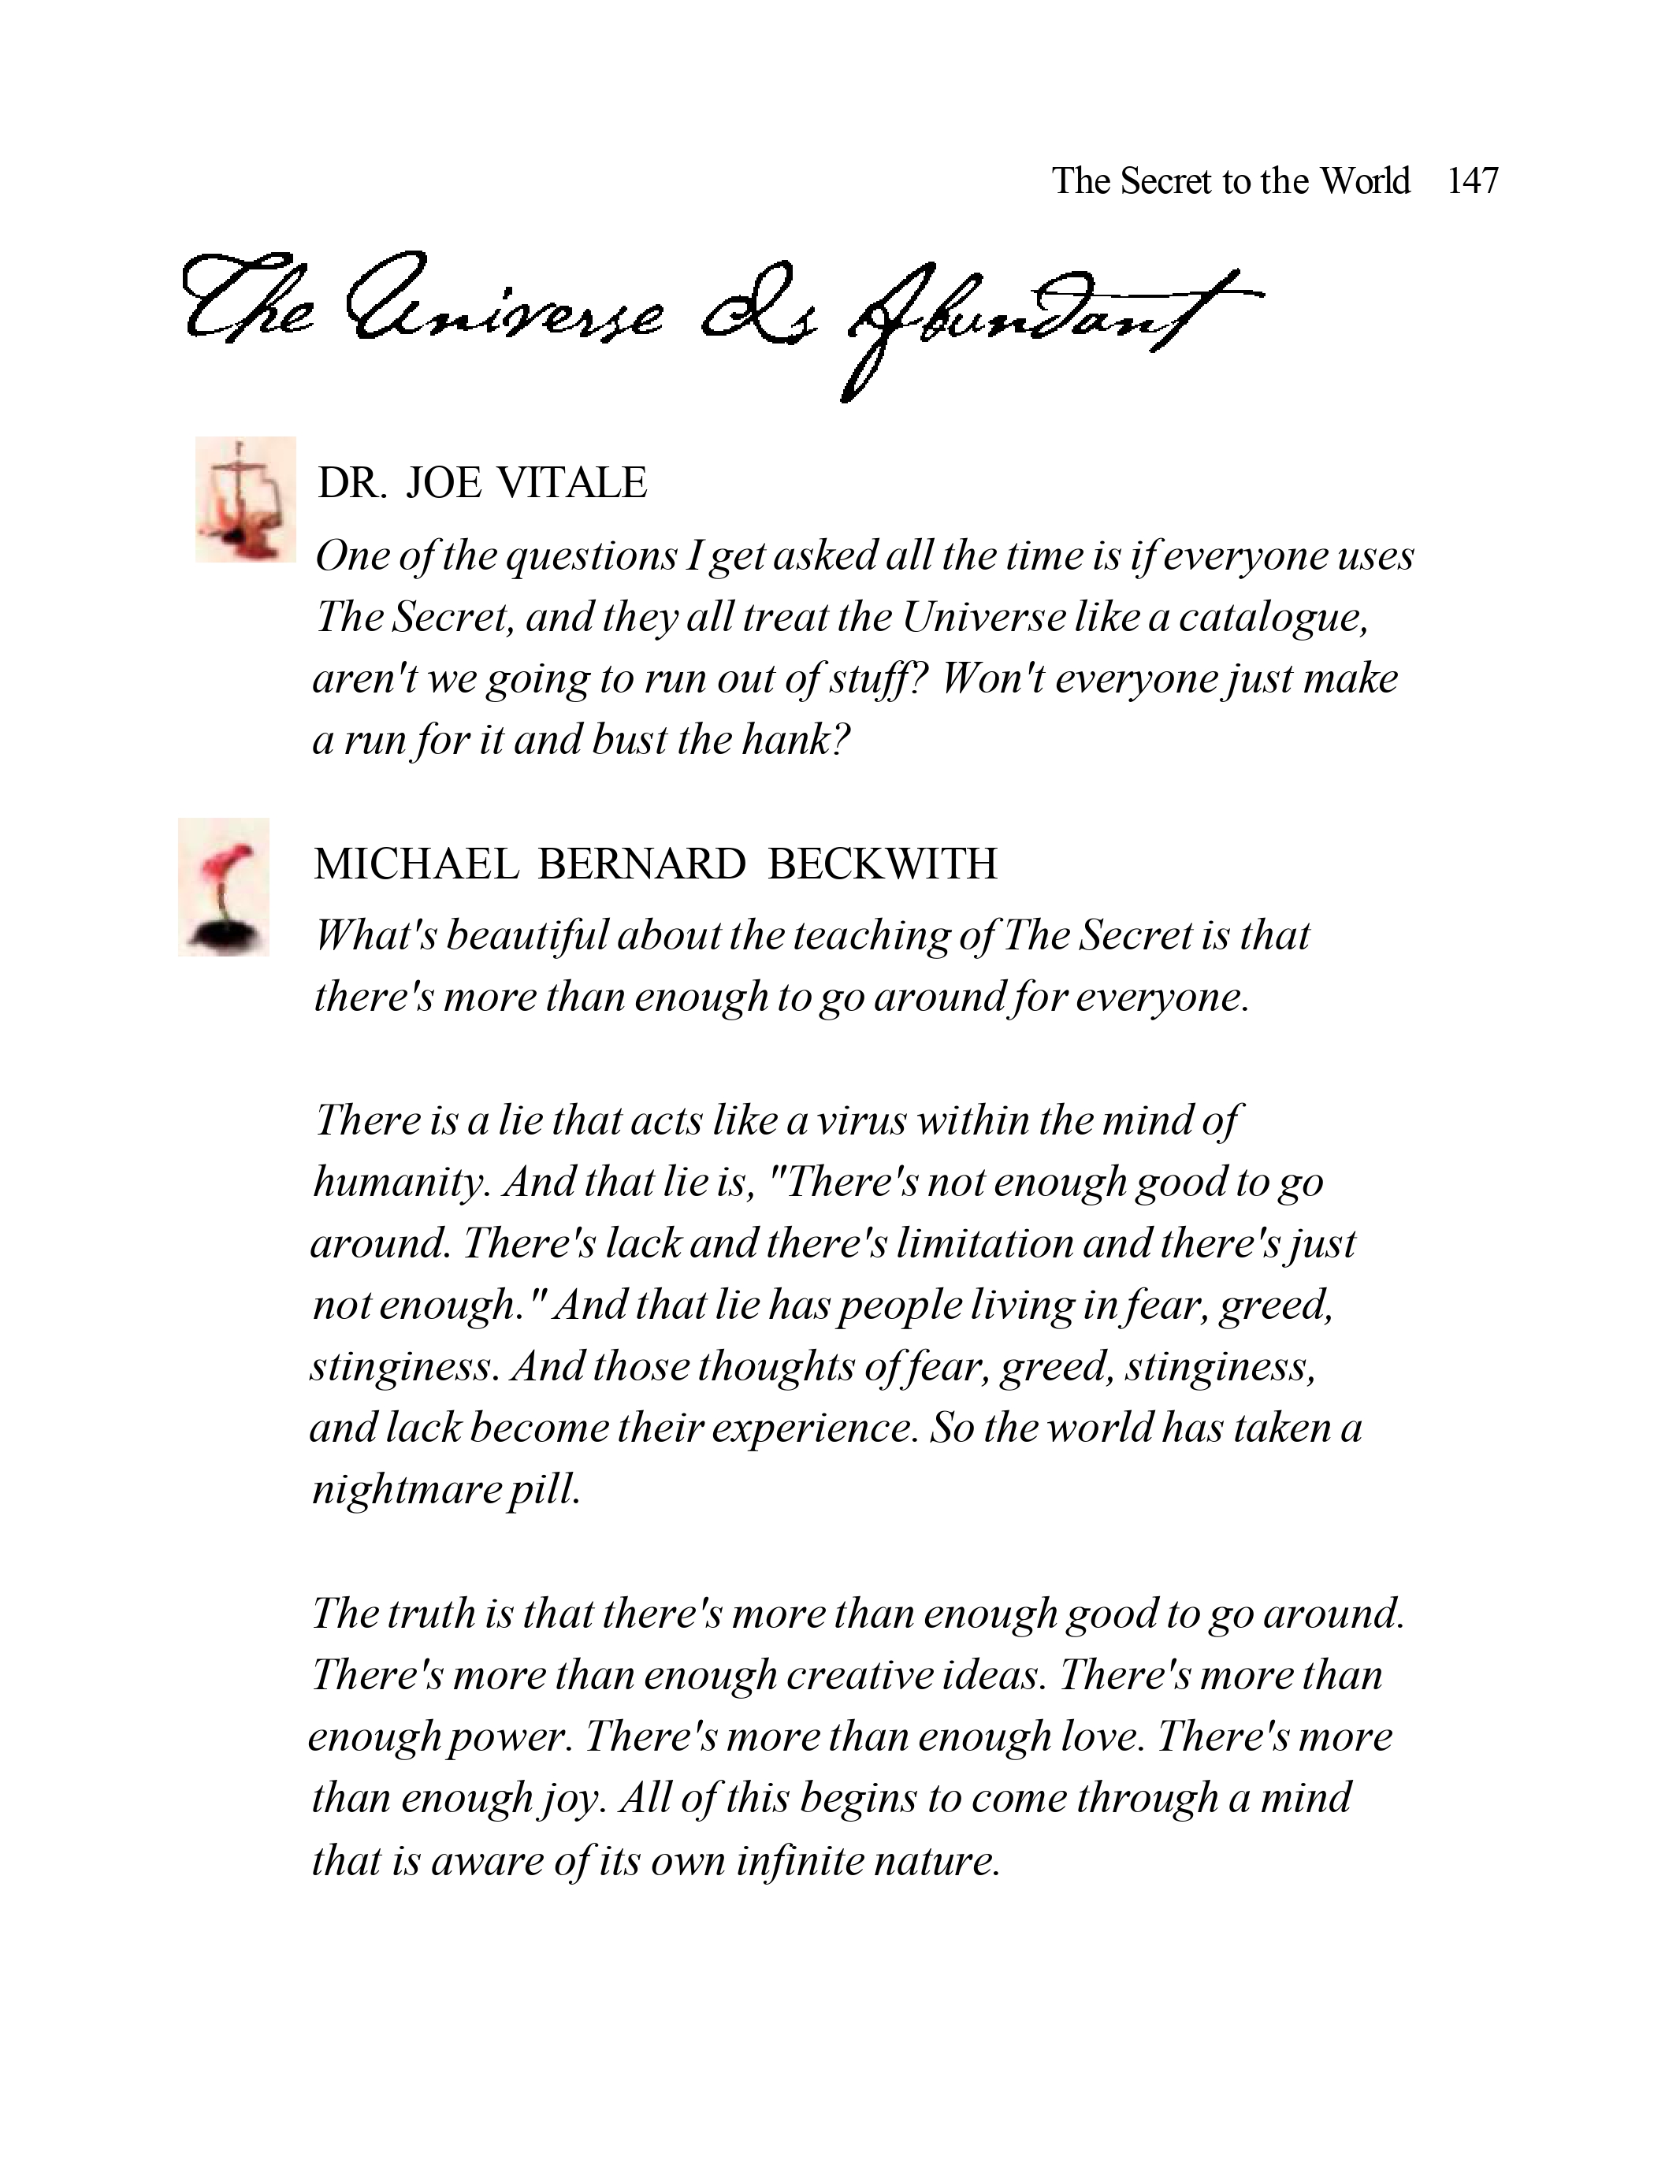 The Secret to the World 147
The Universe Is Abundant
DR. JOE VITALE
One of the questions I get asked all the time is if everyone uses
The Secret, and they all treat the Universe like a catalogue,
aren't we going to run out of stuff? Won't everyone just make
a run for it and bust the hank?
MICHAEL BERNARD BECKWITH
What's beautiful about the teaching of The Secret is that
there's more than enough to go around for everyone.
There is a lie that acts like a virus within the mind of
humanity. And that lie is, "There's not enough good to go
around. There's lack and there's limitation and there's just
not enough." And that lie has people living in fear, greed,
stinginess. And those thoughts of fear, greed, stinginess,
and lack become their experience. So the world has taken a
nightmare pill.
The truth is that there's more than enough good to go around.
There's more than enough creative ideas. There's more than
enough power. There's more than enough love. There's more
than enough joy. All of this begins to come through a mind
that is aware of its own infinite nature.